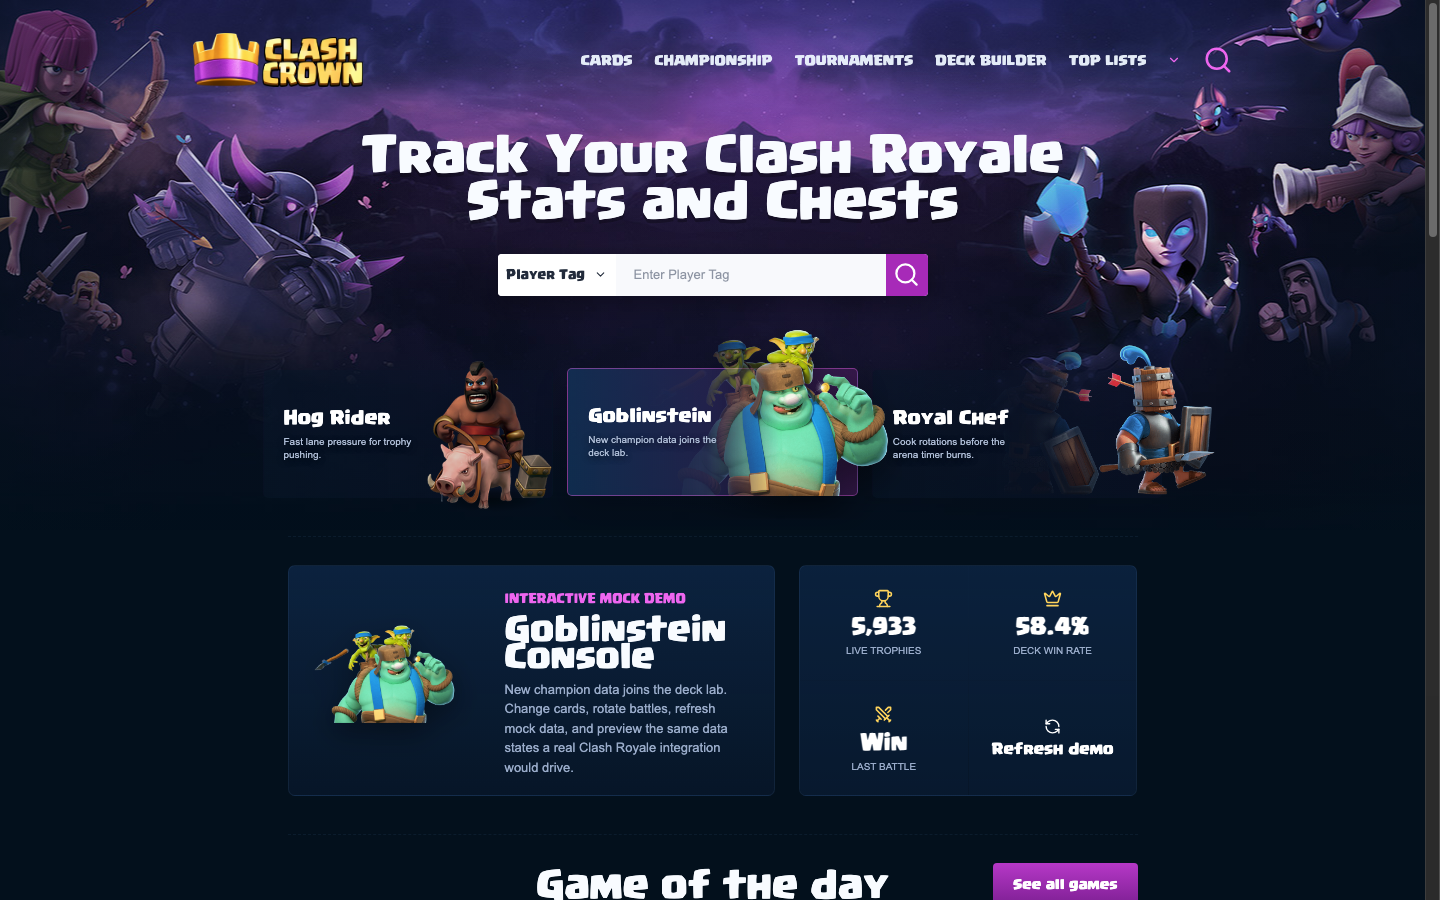 CLASH
CROWN
CARDS
CHAMPIONSHIP
TOURNAMENTS
DECK BUILDER
TOP LISTS
Track Your Clash Royale
Stats and Chests
Player Tag
Enter Player Tag
Hog Rider
Fast lane pressure for trophy
pushing.
Goblinstein
New champion data joins the
deck lab.
Royal Chef
Cook rotations before the
arena timer burns.
INTERACTIVE MOCK DEMO
Goblinstein
Console
New champion data joins the deck lab.
Change cards, rotate battles, refresh
mock data, and preview the same data
states a real Clash Royale integration
would drive.
5,933
LIVE TROPHIES
58.4%
DECK WIN RATE
Win
LAST BATTLE
Refresh demo
Game of the day
See all games